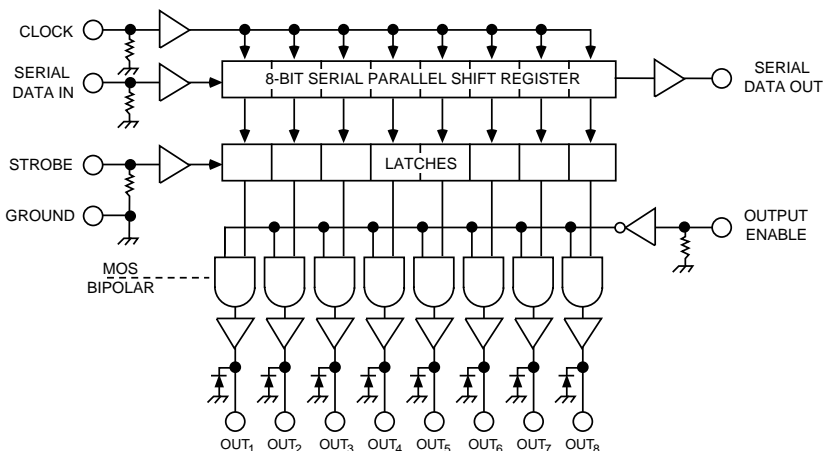 CLOCK
SERIAL
DATA IN
8-BIT SERIAL PARALLEL SHIFT REGISTER
SERIAL
DATA OUT
STROBE
LATCHES
GROUND
OUTPUT
ENABLE
MOS
BIPOLAR
OUT1 OUT2 OUT3 OUT4 OUT5 OUT6 OUT7 OUT8